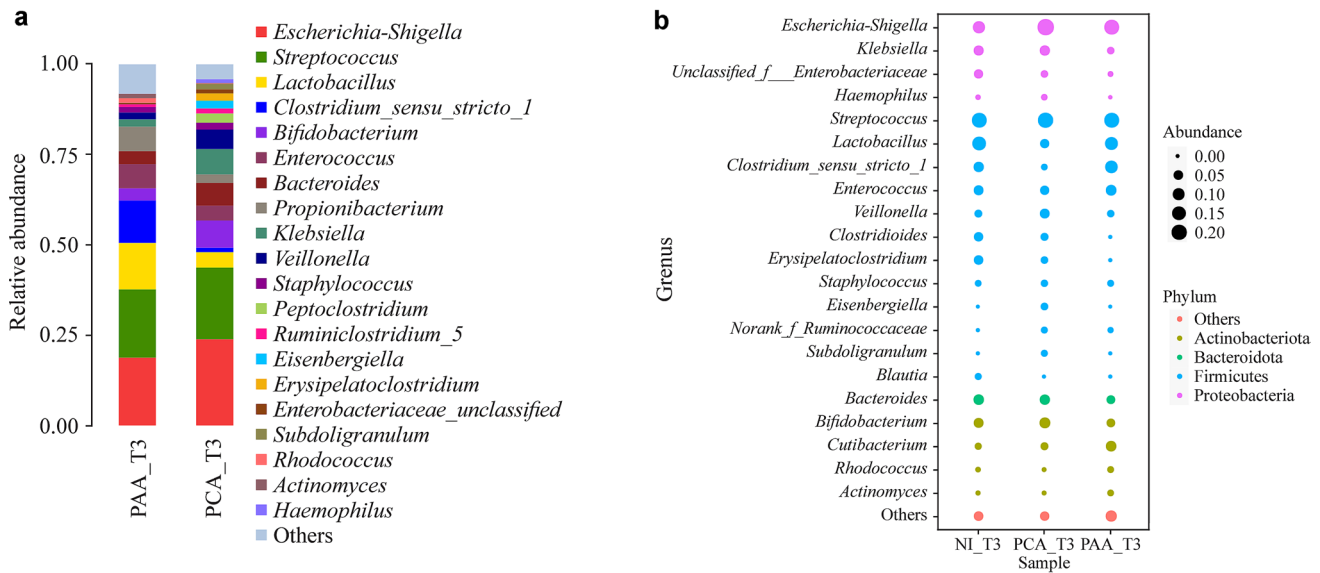 a
Relative abundance
1.00
0.75
0.50
0.25
0.00
PAA_T3
PCA_T3
Escherichia-Shigella
Streptococcus
Lactobacillus
Clostridium_sensu_stricto_1
Bifidobacterium
Enterococcus
Bacteroides
Propionibacterium
Klebsiella
Veillonella
Staphylococcus
Peptoclostridium
Ruminiclostridium_5
Eisenbergiella
Erysipelatoclostridium
Enterobacteriaceae_unclassified
Subdoligranulum
Rhodococcus
Actinomyces
Haemophilus
Others
b
Grenus
Escherichia-Shigella
Klebsiella
Unclassified_f___Enterobacteriaceae
Haemophilus
Streptococcus
Lactobacillus
Clostridium_sensu_stricto_1
Enterococcus
Veillonella
Clostridioides
Erysipelatoclostridium
Staphylococcus
Eisenbergiella
Norank_f_Ruminococcaceae
Subdoligranulum
Blautia
Bacteroides
Bifidobacterium
Cutibacterium
Rhodococcus
Actinomyces
Others
NI_T3 PCA_T3 PAA_T3
Sample
Abundance
0.00
0.05
0.10
0.15
0.20
Phylum
Others
Actinobacteriota
Bacteroidota
Firmicutes
Proteobacteria